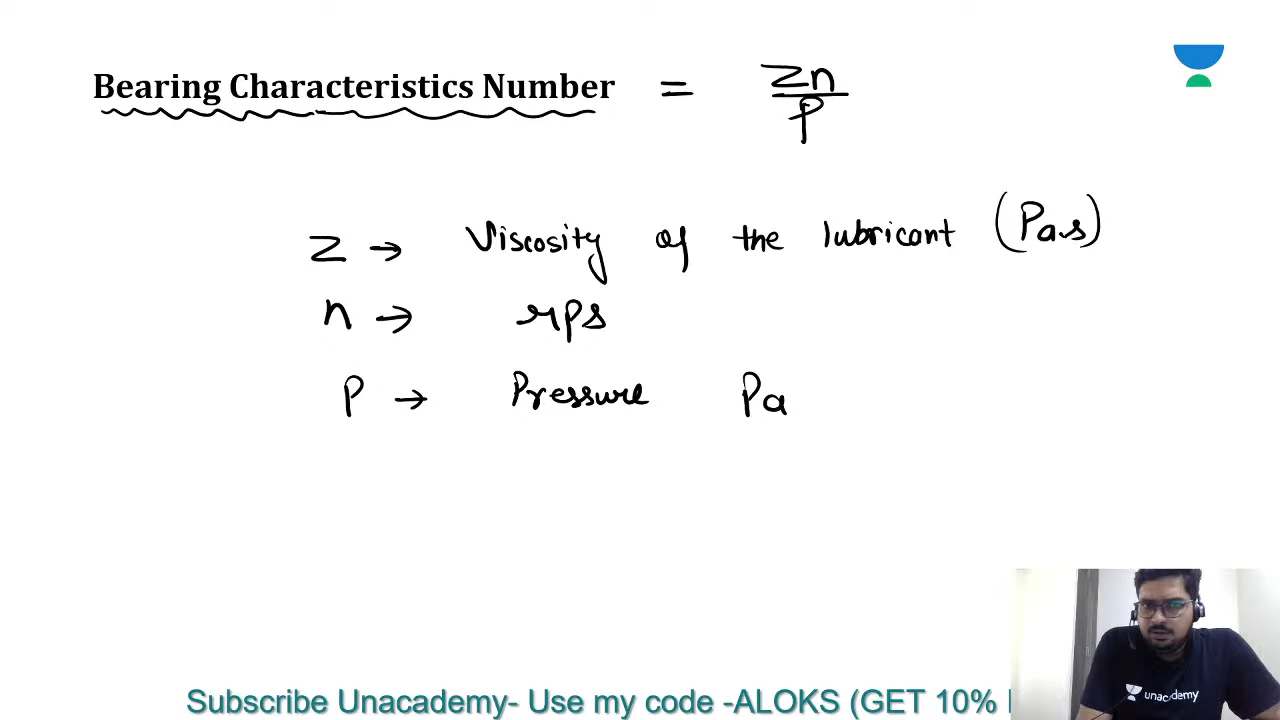 Bearing Characteristics Number = Zn/P
Z → Viscosity of the lubricant (Pa.s)
n → rps
P → Pressure Pa
unacademy
Subscribe Unacademy- Use my code -ALOKS (GET 10%